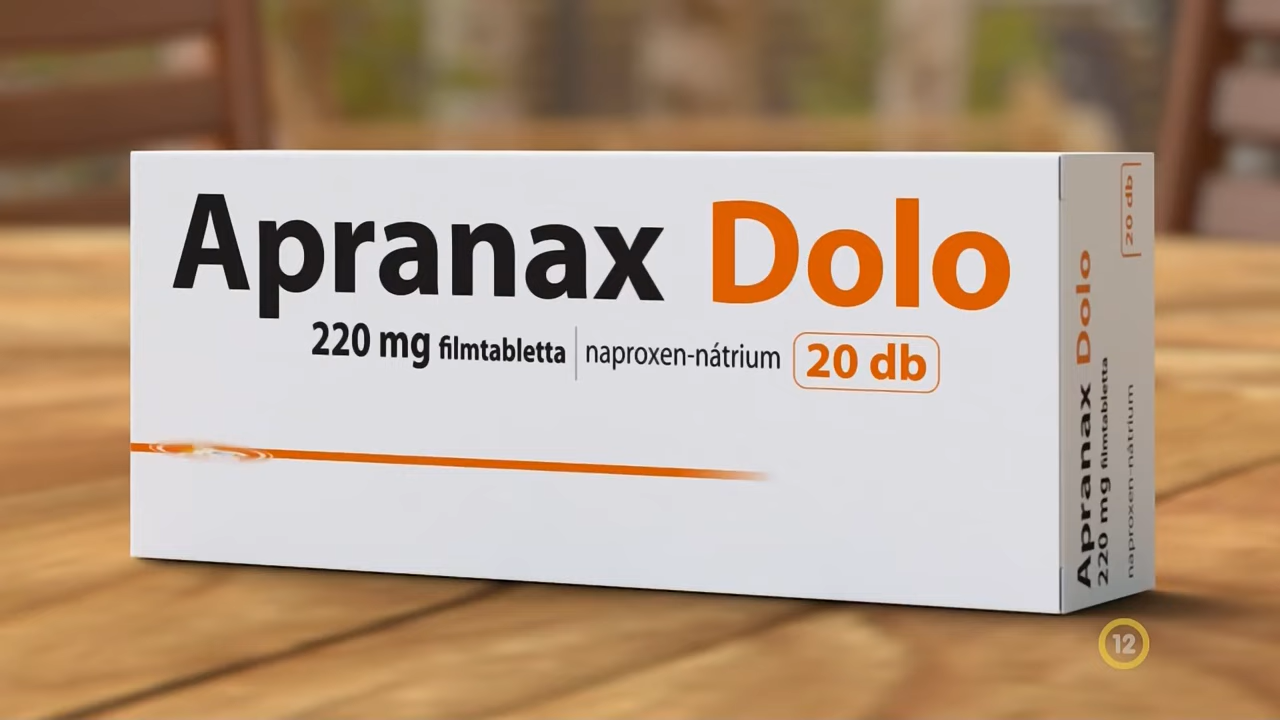 Apranax Dolo
220 mg filmtabletta | naproxen-nátrium 20 db
20 db
Apranax Dolo
220 mg filmtabletta
naproxen-nátrium
12